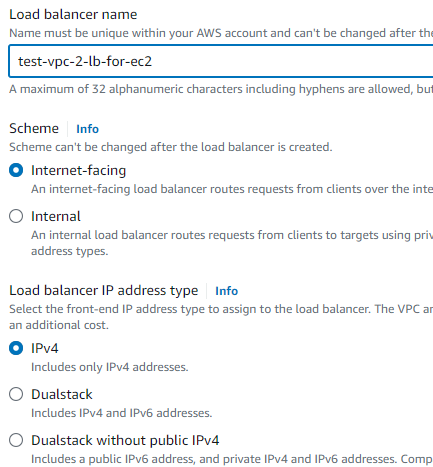 Load balancer name
Name must be unique within your AWS account and can't be changed after the
test-vpc-2-lb-for-ec2
A maximum of 32 alphanumeric characters including hyphens are allowed, but
Scheme Info
Scheme can't be changed after the load balancer is created.
Internet-facing
An internet-facing load balancer routes requests from clients over the inte
Internal
An internal load balancer routes requests from clients to targets using priv
address types.
Load balancer IP address type Info
Select the front-end IP address type to assign to the load balancer. The VPC an
an additional cost.
IPv4
Includes only IPv4 addresses.
Dualstack
Includes IPv4 and IPv6 addresses.
Dualstack without public IPv4
Includes a public IPv6 address, and private IPv4 and IPv6 addresses. Comp